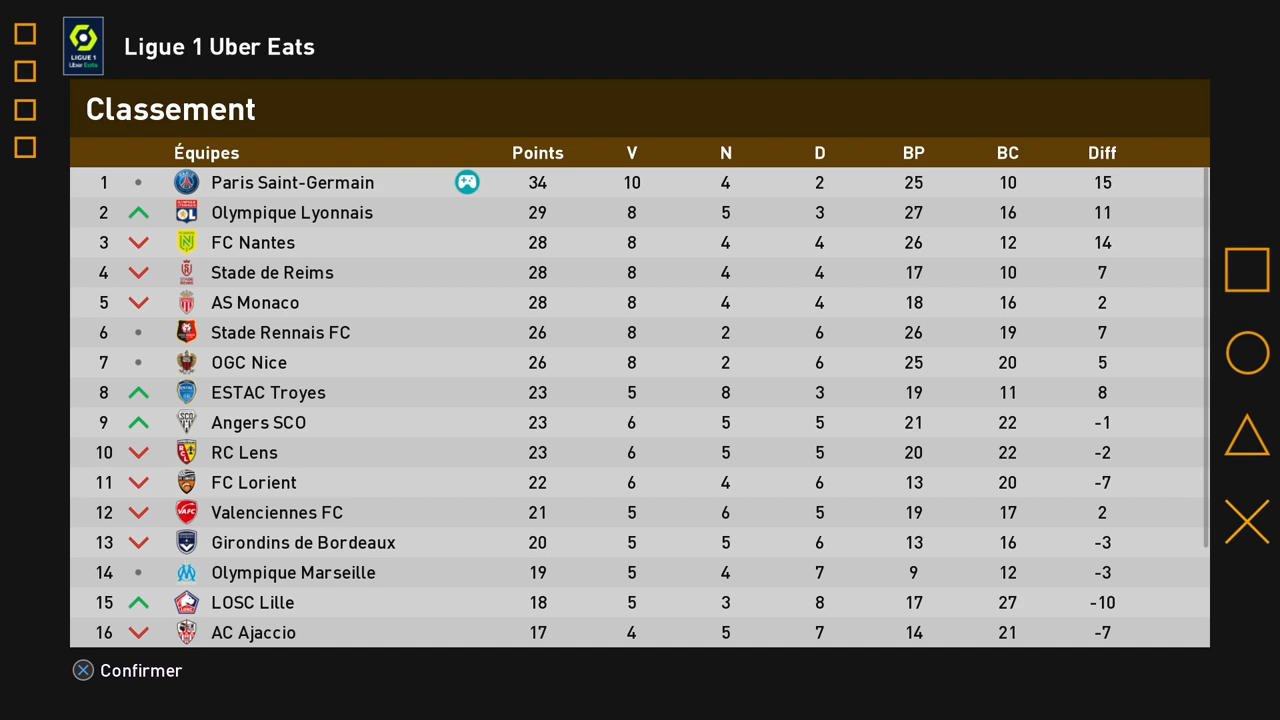 LIGUE 1
Uber Eats
Ligue 1 Uber Eats
Classement
Équipes Points V N D BP BC Diff
1 Paris Saint-Germain 34 10 4 2 25 10 15
2 Olympique Lyonnais 29 8 5 3 27 16 11
3 FC Nantes 28 8 4 4 26 12 14
4 Stade de Reims 28 8 4 4 17 10 7
5 AS Monaco 28 8 4 4 18 16 2
6 Stade Rennais FC 26 8 2 6 26 19 7
7 OGC Nice 26 8 2 6 25 20 5
8 ESTAC Troyes 23 5 8 3 19 11 8
9 Angers SCO 23 6 5 5 21 22 -1
10 RC Lens 23 6 5 5 20 22 -2
11 FC Lorient 22 6 4 6 13 20 -7
12 Valenciennes FC 21 5 6 5 19 17 2
13 Girondins de Bordeaux 20 5 5 6 13 16 -3
14 Olympique Marseille 19 5 4 7 9 12 -3
15 LOSC Lille 18 5 3 8 17 27 -10
16 AC Ajaccio 17 4 5 7 14 21 -7
Confirmer